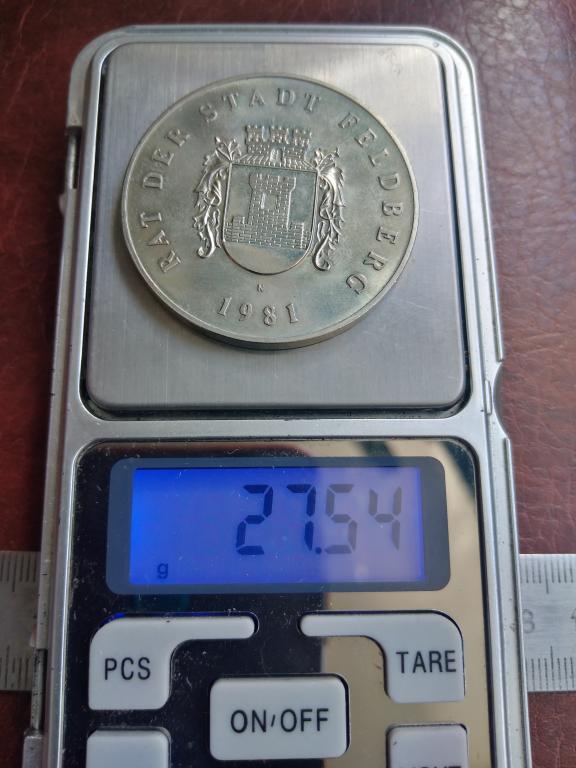 RAT DER STADT FELDBERG
K
1981
27.54
g
PCS
TARE
ON/OFF